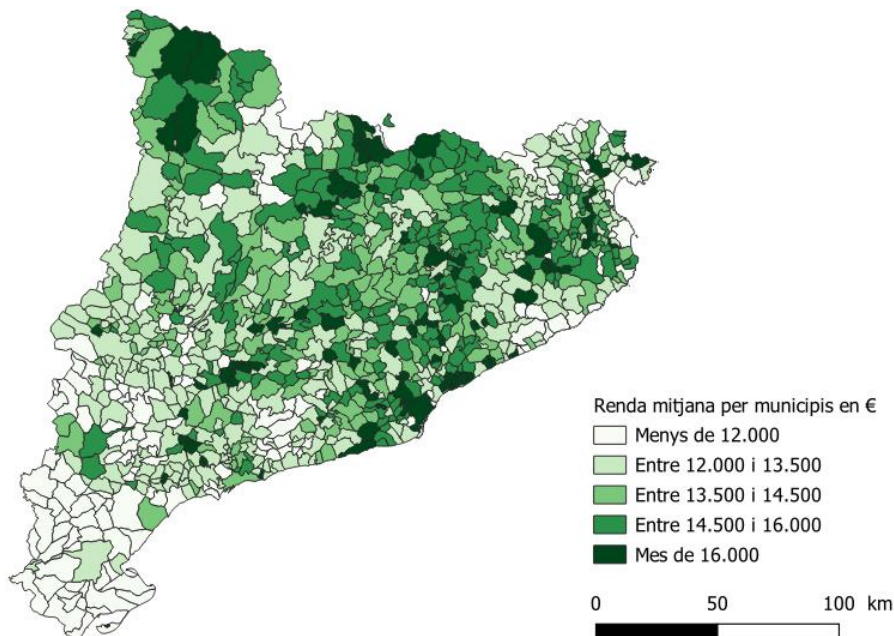 Renda mitjana per municipis en €
Menys de 12.000
Entre 12.000 i 13.500
Entre 13.500 i 14.500
Entre 14.500 i 16.000
Mes de 16.000
0 50 100 km